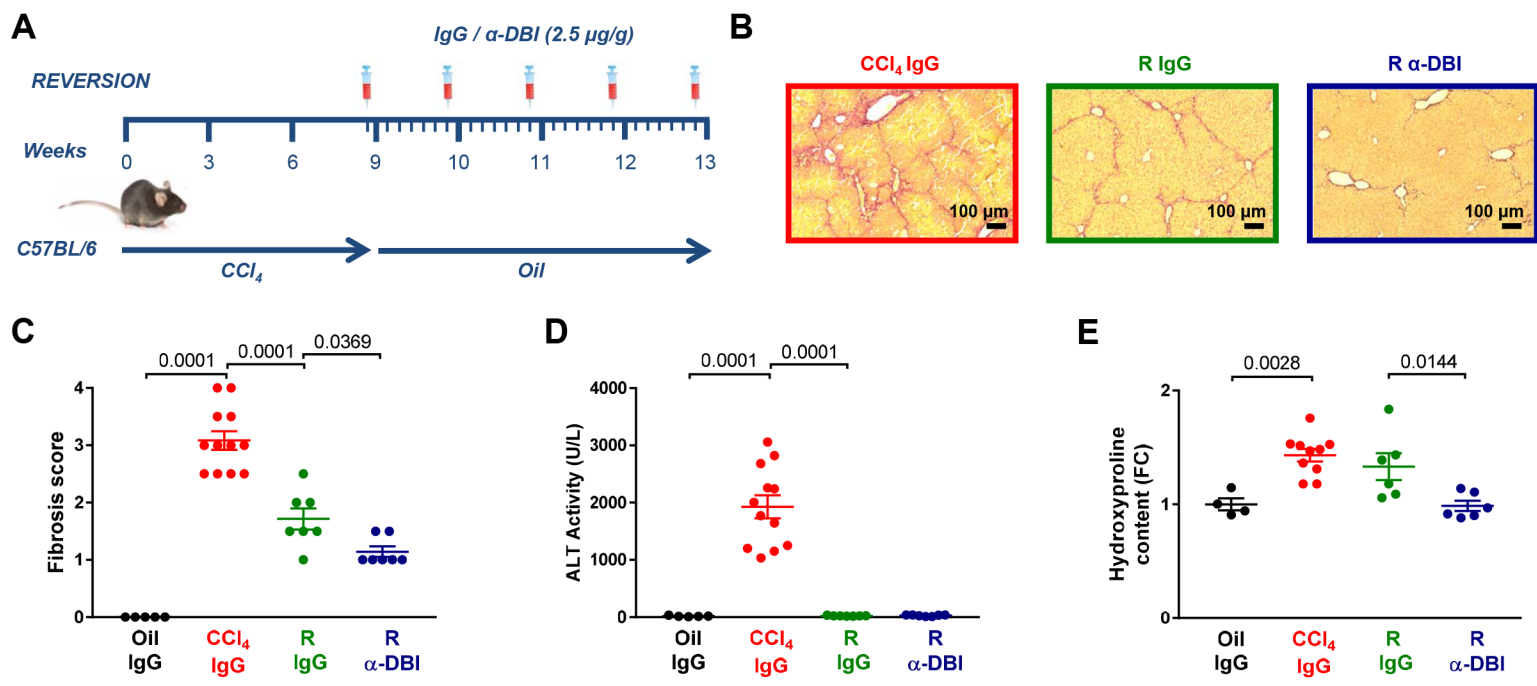 A
IgG / α-DBI (2.5 µg/g)
REVERSION
Weeks
0 3 6 9 10 11 12 13
C57BL/6
CCl₄ Oil
B
CCl₄ IgG R IgG R α-DBI
100 µm 100 µm 100 µm
C
0.0001 0.0001 0.0369
Fibrosis score
4
3
2
1
0
Oil CCl₄ R R
IgG IgG IgG α-DBI
D
0.0001 0.0001
ALT Activity (U/L)
4000
3000
2000
1000
0
Oil CCl₄ R R
IgG IgG IgG α-DBI
E
0.0028 0.0144
Hydroxyproline
content (FC)
2
1
0
Oil CCl₄ R R
IgG IgG IgG α-DBI